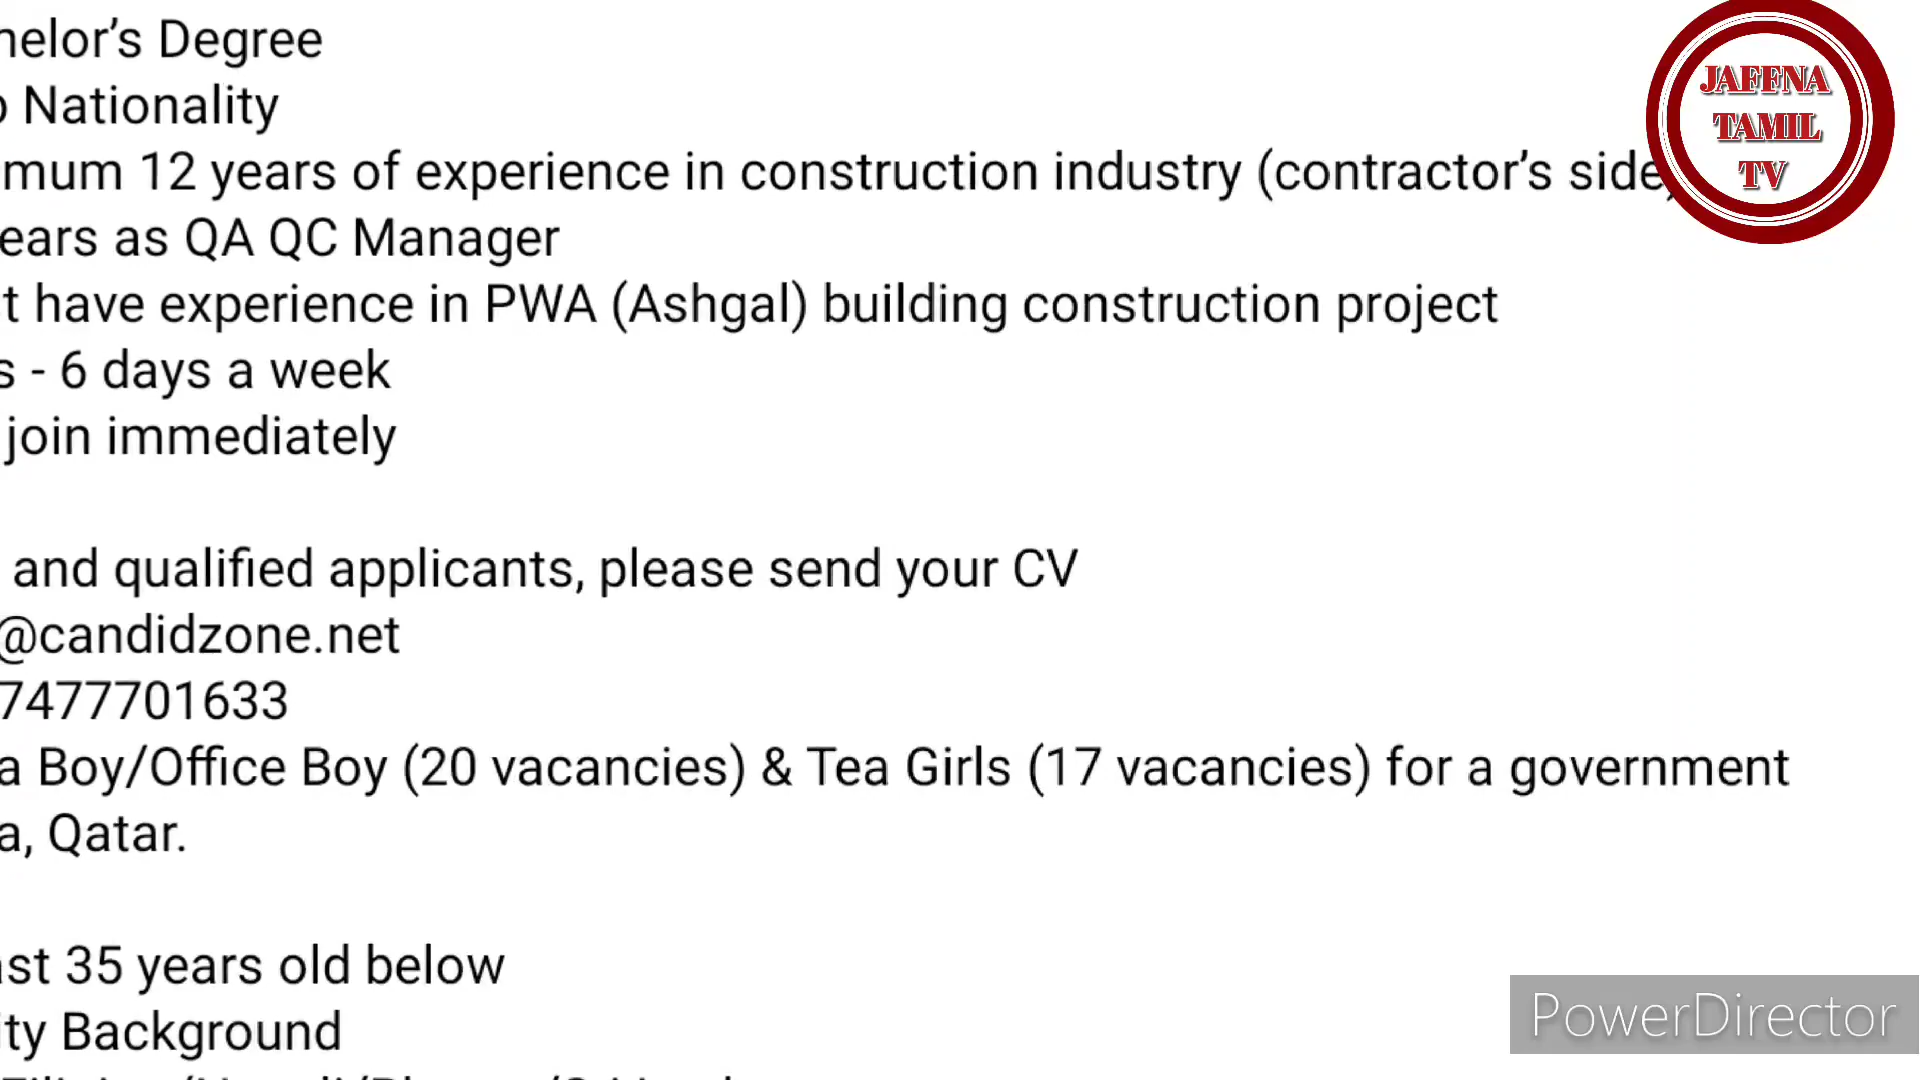 helor's Degree
Nationality
mum 12 years of experience in construction industry (contractor's side
ears as QA QC Manager
t have experience in PWA (Ashgal) building construction project
s - 6 days a week
join immediately
and qualified applicants, please send your CV
@candidzone.net
7477701633
a Boy/Office Boy (20 vacancies) & Tea Girls (17 vacancies) for a government
a, Qatar.
ast 35 years old below
ity Background
JAFFNA
TAMIL
TV
PowerDirector